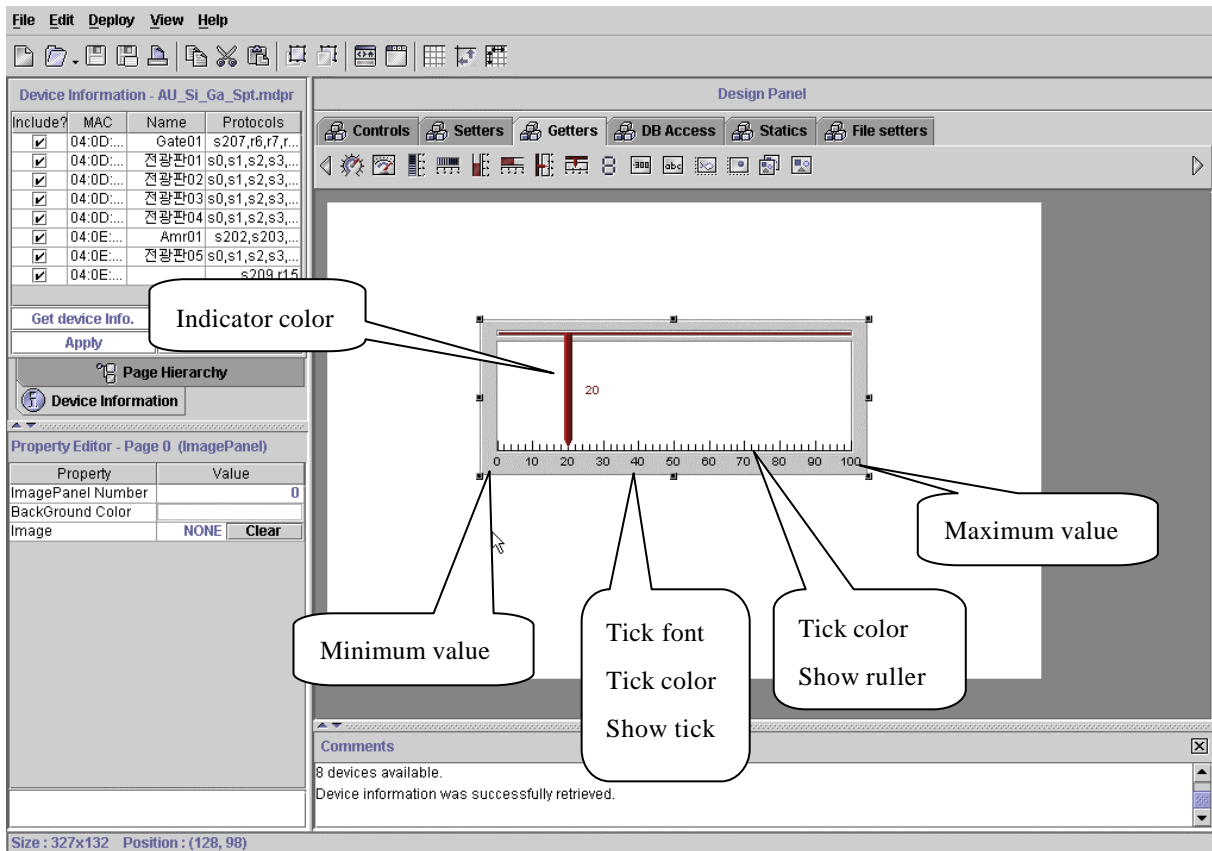 File Edit Deploy View Help
Device Information - AU_Si_Ga_Spt.mdpr
Include? MAC Name Protocols
04:0D:... Gate01 s207,r6,r7,r...
04:0D:... 전광판01 s0,s1,s2,s3,...
04:0D:... 전광판02 s0,s1,s2,s3,...
04:0D:... 전광판03 s0,s1,s2,s3,...
04:0D:... 전광판04 s0,s1,s2,s3,...
04:0E:... Amr01 s202,s203,...
04:0E:... 전광판05 s0,s1,s2,s3,...
04:0E:... s209,r15
Get device Info.
Apply
Page Hierarchy
Device Information
Property Editor - Page 0 (ImagePanel)
Property Value
ImagePanel Number 0
BackGround Color
Image NONE Clear
Design Panel
Controls Setters Getters DB Access Statics File setters
300 abc
Indicator color
20
0 10 20 30 40 50 60 70 80 90 100
Maximum value
Minimum value
Tick font
Tick color
Show tick
Tick color
Show ruller
Comments
8 devices available.
Device information was successfully retrieved.
Size : 327x132 Position : (128, 98)